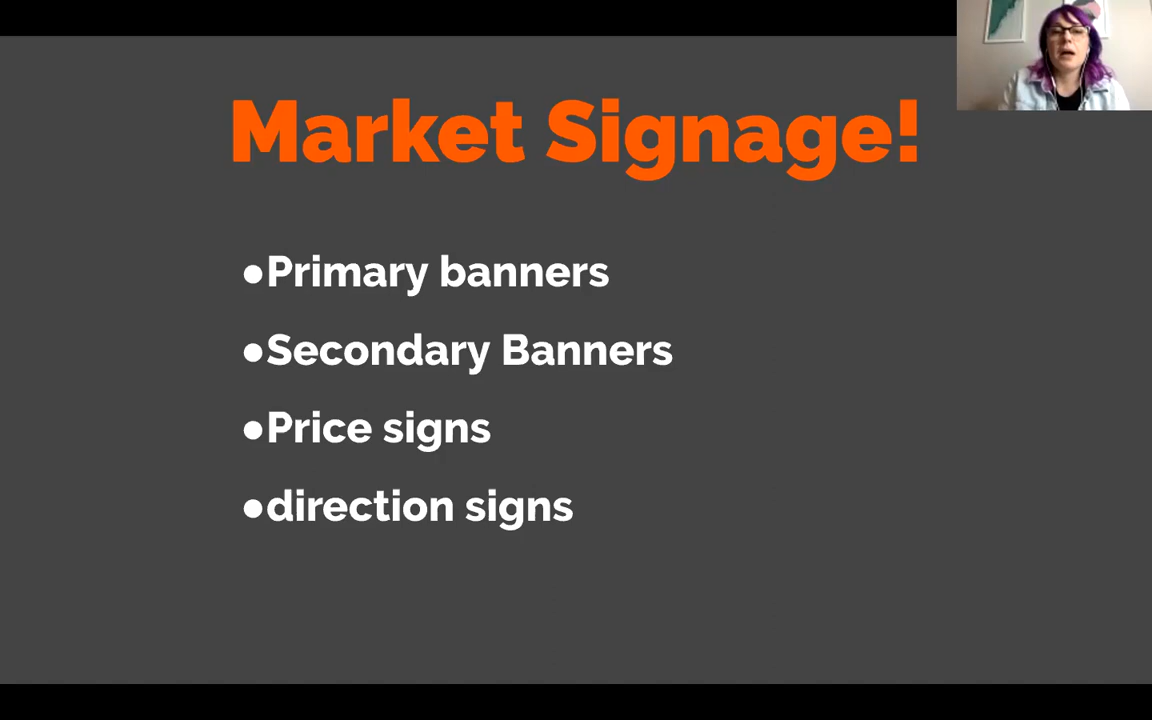 Market Signage!
●Primary banners
●Secondary Banners
●Price signs
●direction signs